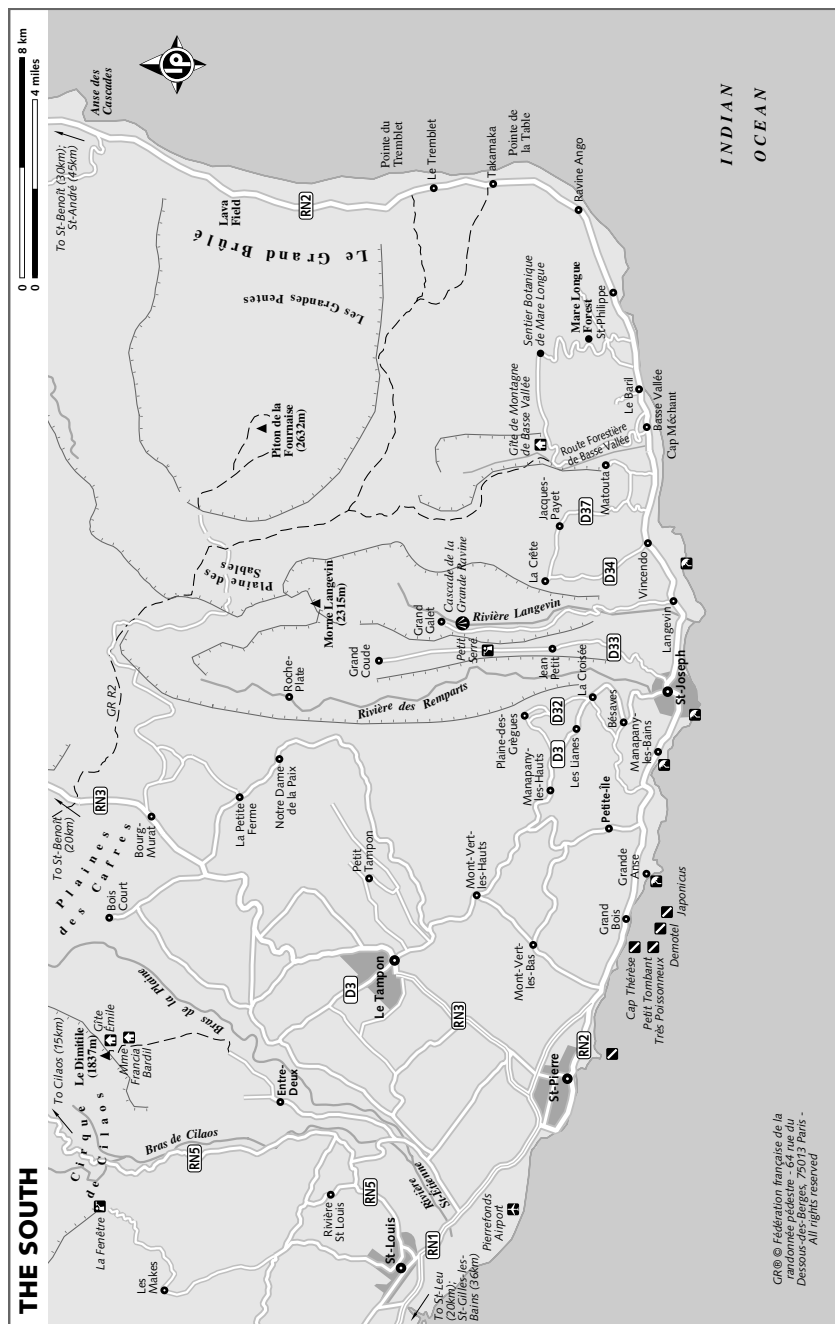 THE SOUTH
0
8 km
0
4 miles
lp
To Cilaos (15km)
Cirque
de Cilaos
La Fenêtre
Les
Makes
Le Dimitile
(1837m)
Gîte
Émile
Mme
Francia
Bardil
Bras de Cilaos
RN5
Entre-
Deux
Bras de la Plaine
Rivière
St Louis
RN5
St-Louis
RN1
Rivière
St-Étienne
To St-Leu
(20km);
St-Gilles-les-
Bains (36km)
Pierrefonds
Airport
St-Pierre
RN2
RN3
D3
Le Tampon
To St-Benoît
(20km)
Plaines
des Cafres
Bois
Court
RN3
Bourg-
Murat
La Petite
Ferme
Notre Dame
de la Paix
Petit
Tampon
Mont-Vert-
les-Hauts
Mont-Vert-
les-Bas
Grand
Bois
Cap Thérèse
Petit Tombant
Très Poissonneux
Demotel
Japonicus
Grande
Anse
Petite-Île
Manapany-
les-Hauts
D3
Les Lianes
Plaine-des-
Grègues
D32
La Croisée
Bésaves
Manapany-
les-Bains
St-Joseph
GR R2
Roche-
Plate
Rivière des Remparts
Grand
Coude
Petit
Serré
Jean
Petit
D33
Morne Langevin
(2315m)
Plaine des
Sables
Grand
Galet
Cascade de la
Grande Ravine
Rivière Langevin
Langevin
La Crête
D34
Vincendo
Jacques-
Payet
D37
Matouta
Piton de la
Fournaise
(2632m)
Gîte de Montagne
de Basse Vallée
Route Forestière
de Basse Vallée
Basse Vallée
Cap Méchant
Le Baril
Sentier Botanique
de Mare Longue
Mare Longue
Forest
St-Philippe
Ravine Ango
Pointe de
la Table
Takamaka
Le Tremblet
Pointe du
Tremblet
Les Grandes Pentes
Le Grand Brûlé
Lava
Field
RN2
To St-Benoît (30km);
St-André (45km)
Anse des
Cascades
INDIAN
OCEAN
GR® © Fédération française de la
randonnée pédestre - 64 rue du
Dessous-des-Berges, 75013 Paris -
All rights reserved